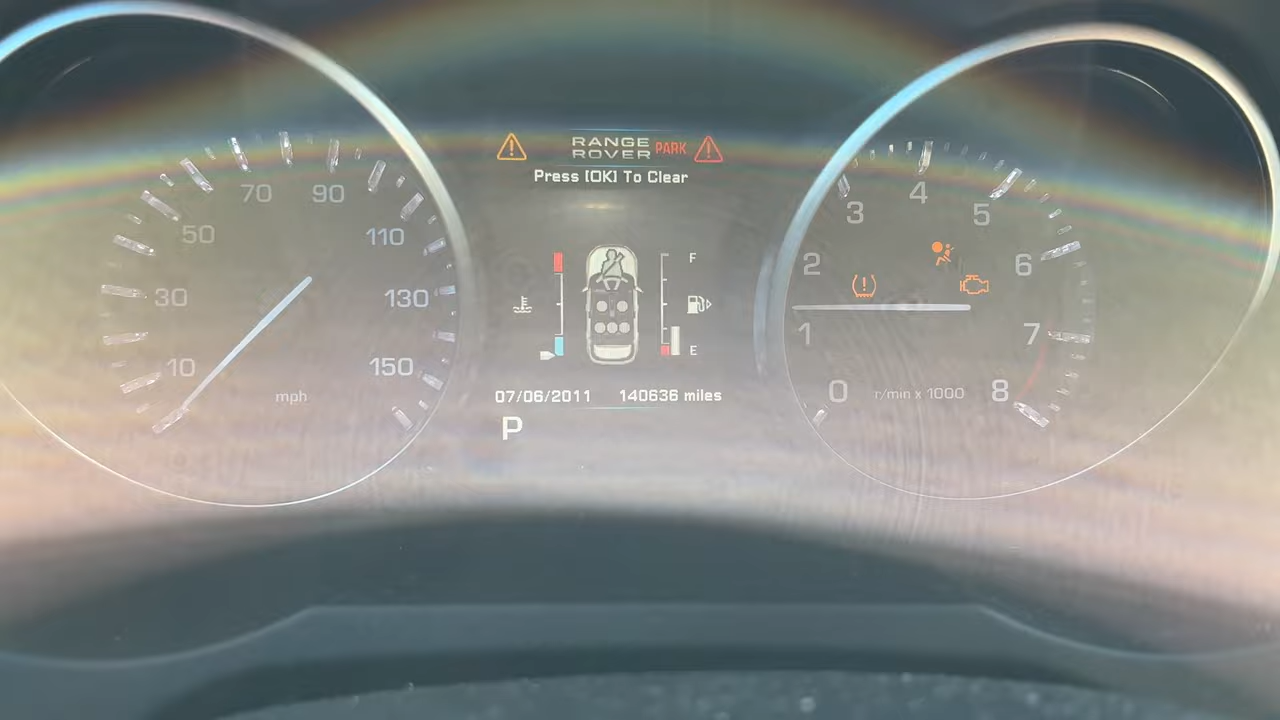 RANGE
ROVER
PARK
Press [OK] To Clear
70
90
50
110
30
130
10
150
mph
F
E
07/06/2011
140636 miles
P
4
3
5
2
6
1
7
0
8
r/min x 1000